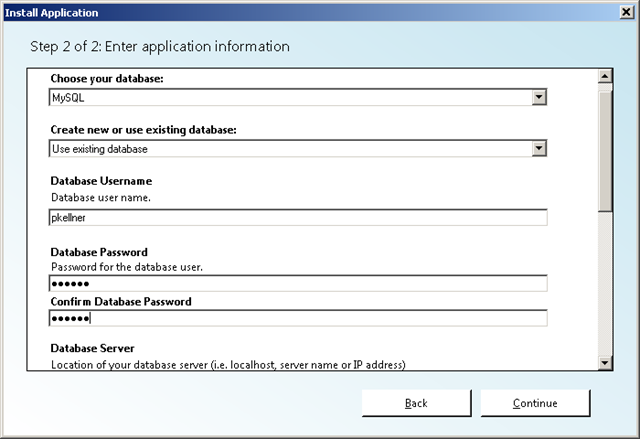 Install Application
Step 2 of 2: Enter application information
Choose your database:
MySQL
Create new or use existing database:
Use existing database
Database Username
Database user name.
pkellner
Database Password
Password for the database user.
●●●●●●
Confirm Database Password
●●●●●●
Database Server
Location of your database server (i.e. localhost, server name or IP address)
Back
Continue